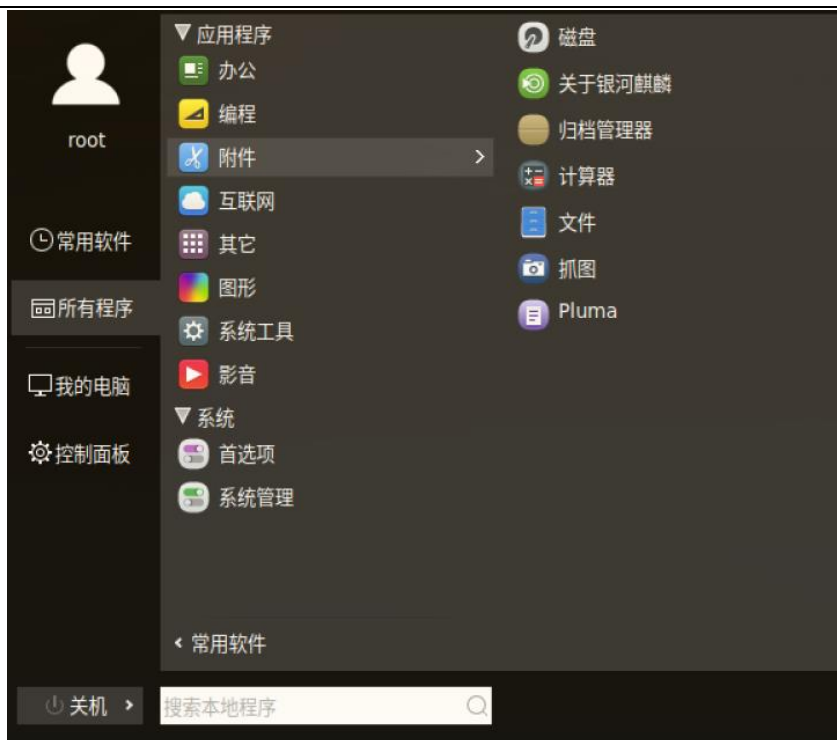 root
常用软件
所有程序
我的电脑
控制面板
关机
应用程序
办公
编程
附件
互联网
其它
图形
系统工具
影音
系统
首选项
系统管理
常用软件
搜索本地程序
磁盘
关于银河麒麟
归档管理器
计算器
文件
抓图
Pluma